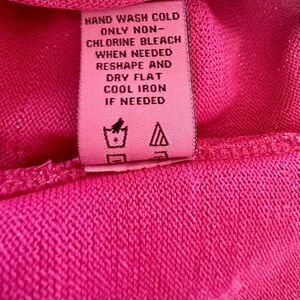 HAND WASH COLD
ONLY NON-
CHLORINE BLEACH
WHEN NEEDED
RESHAPE AND
DRY FLAT
COOL IRON
IF NEEDED